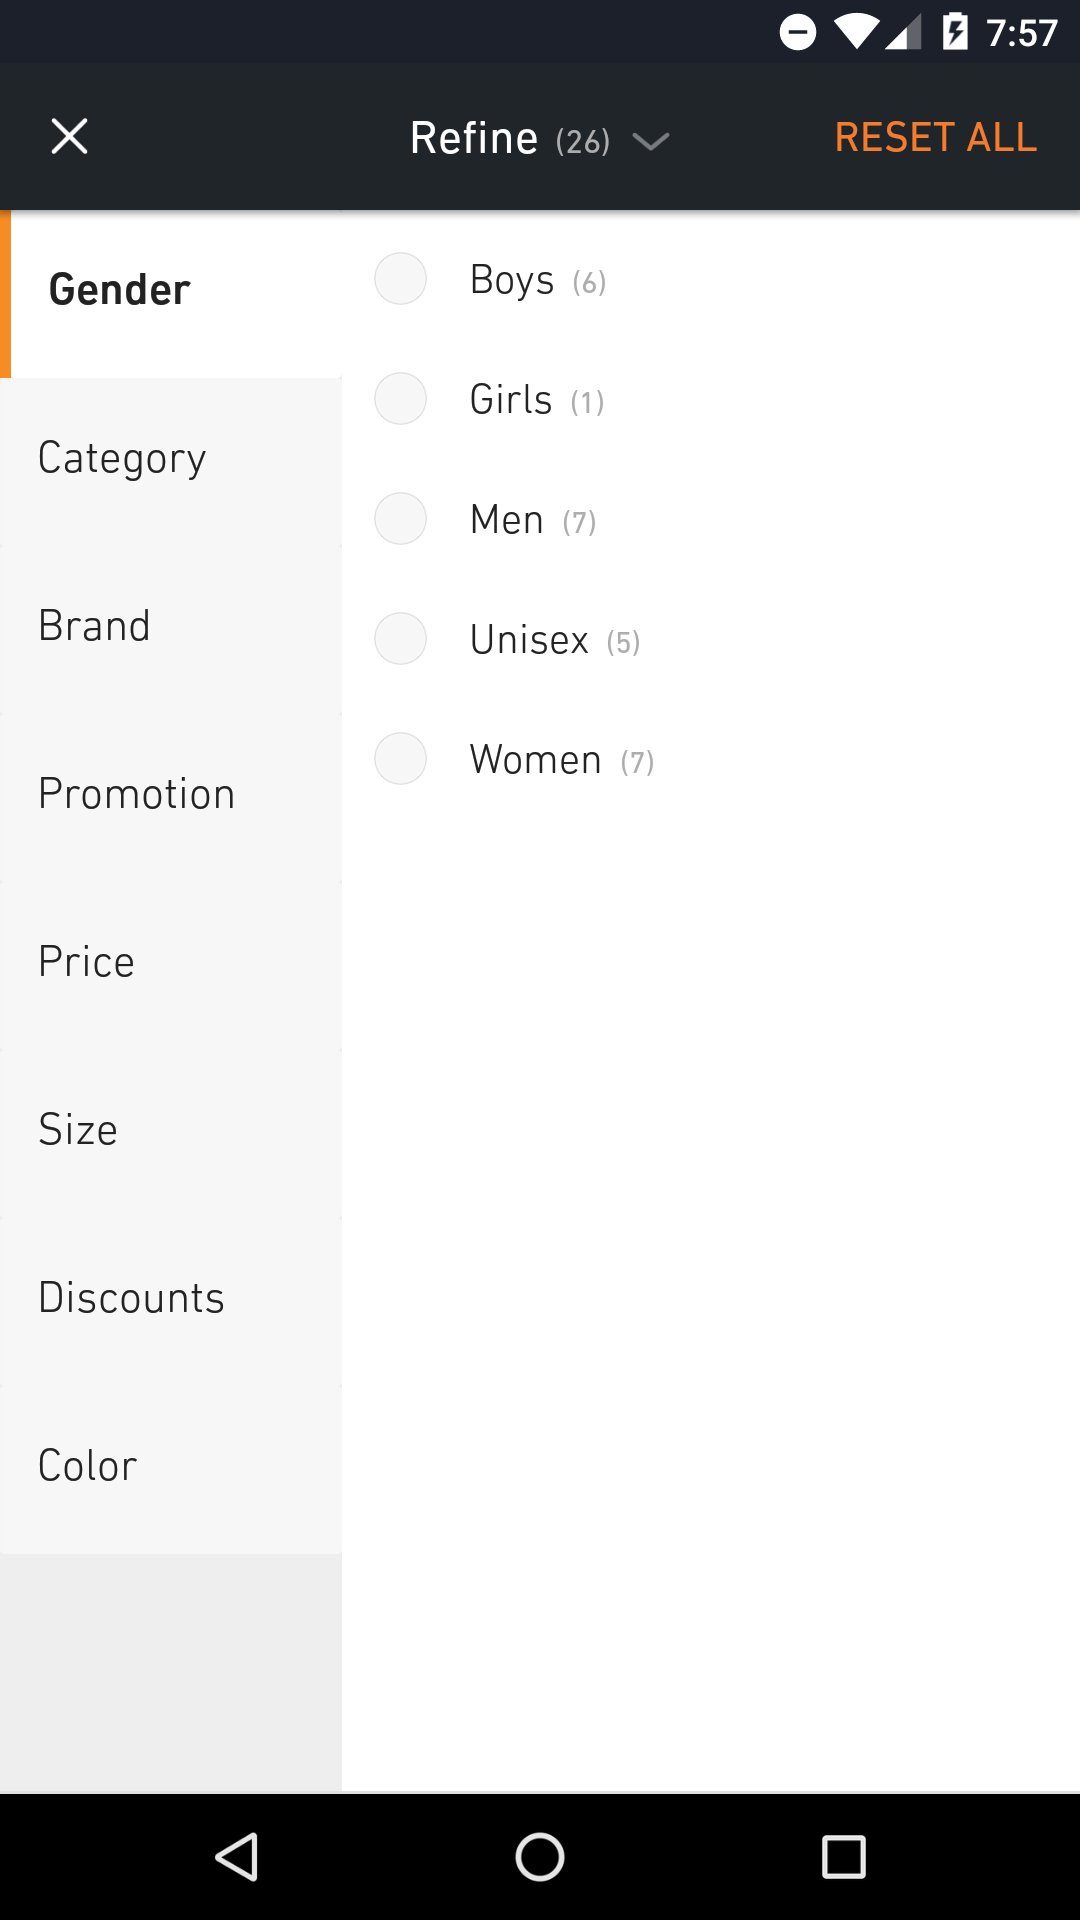 7:57
Refine (26)
RESET ALL
Gender
Category
Brand
Promotion
Price
Size
Discounts
Color
Boys (6)
Girls (1)
Men (7)
Unisex (5)
Women (7)